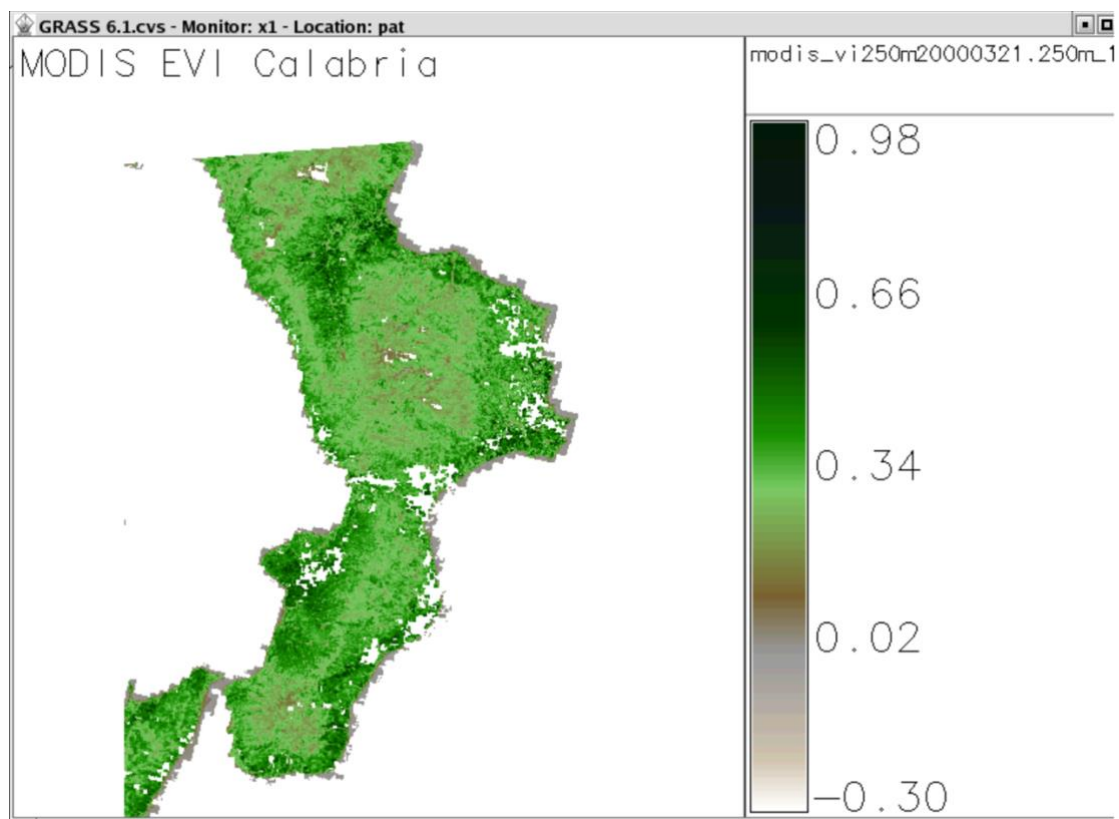 GRASS 6.1.cvs - Monitor: x1 - Location: pat
MODIS EVI Calabria
modis_vi250m20000321.250m_1
0.98
0.66
0.34
0.02
-0.30